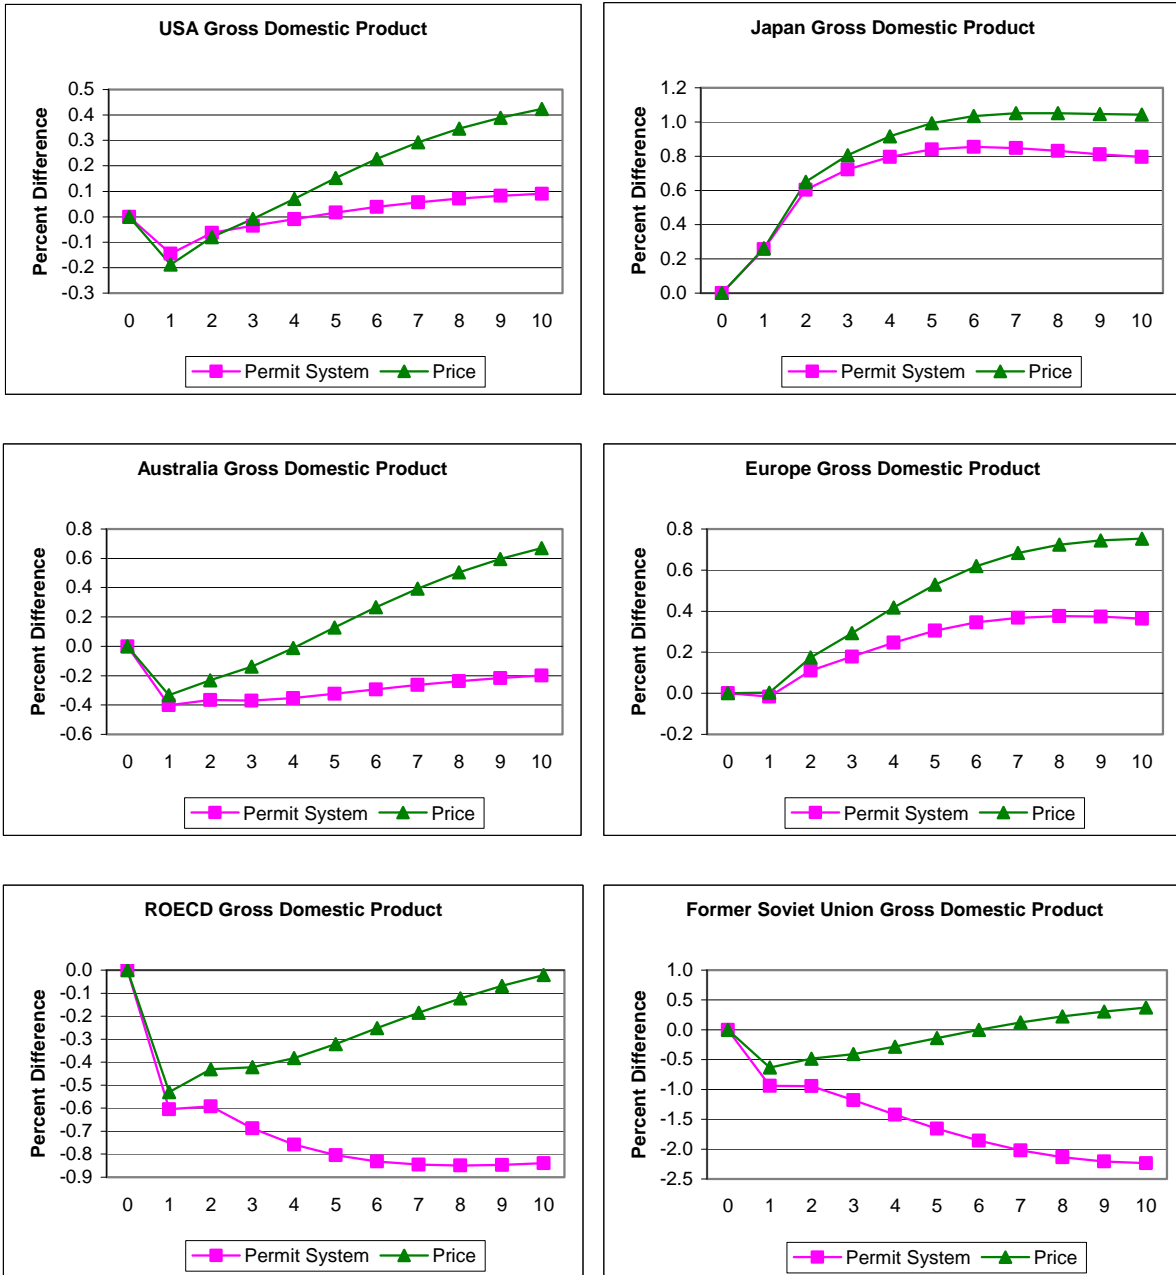 USA Gross Domestic Product
Percent Difference
0.5
0.4
0.3
0.2
0.1
0.0
-0.1
-0.2
-0.3
0 1 2 3 4 5 6 7 8 9 10
Permit System Price
Japan Gross Domestic Product
Percent Difference
1.2
1.0
0.8
0.6
0.4
0.2
0.0
0 1 2 3 4 5 6 7 8 9 10
Permit System Price
Australia Gross Domestic Product
Percent Difference
0.8
0.6
0.4
0.2
0.0
-0.2
-0.4
-0.6
0 1 2 3 4 5 6 7 8 9 10
Permit System Price
Europe Gross Domestic Product
Percent Difference
0.8
0.6
0.4
0.2
0.0
-0.2
0 1 2 3 4 5 6 7 8 9 10
Permit System Price
ROECD Gross Domestic Product
Percent Difference
0.0
-0.1
-0.2
-0.3
-0.4
-0.5
-0.6
-0.7
-0.8
-0.9
0 1 2 3 4 5 6 7 8 9 10
Permit System Price
Former Soviet Union Gross Domestic Product
Percent Difference
1.0
0.5
0.0
-0.5
-1.0
-1.5
-2.0
-2.5
0 1 2 3 4 5 6 7 8 9 10
Permit System Price